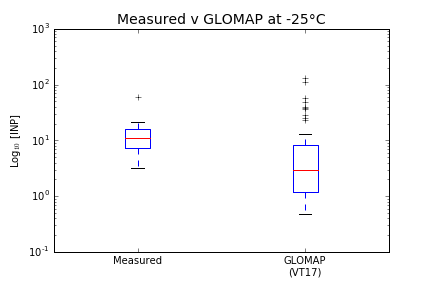 Measured v GLOMAP at -25°C
10³
10²
10¹
10⁰
10⁻¹
Log₁₀ [INP]
Measured
GLOMAP
(VT17)